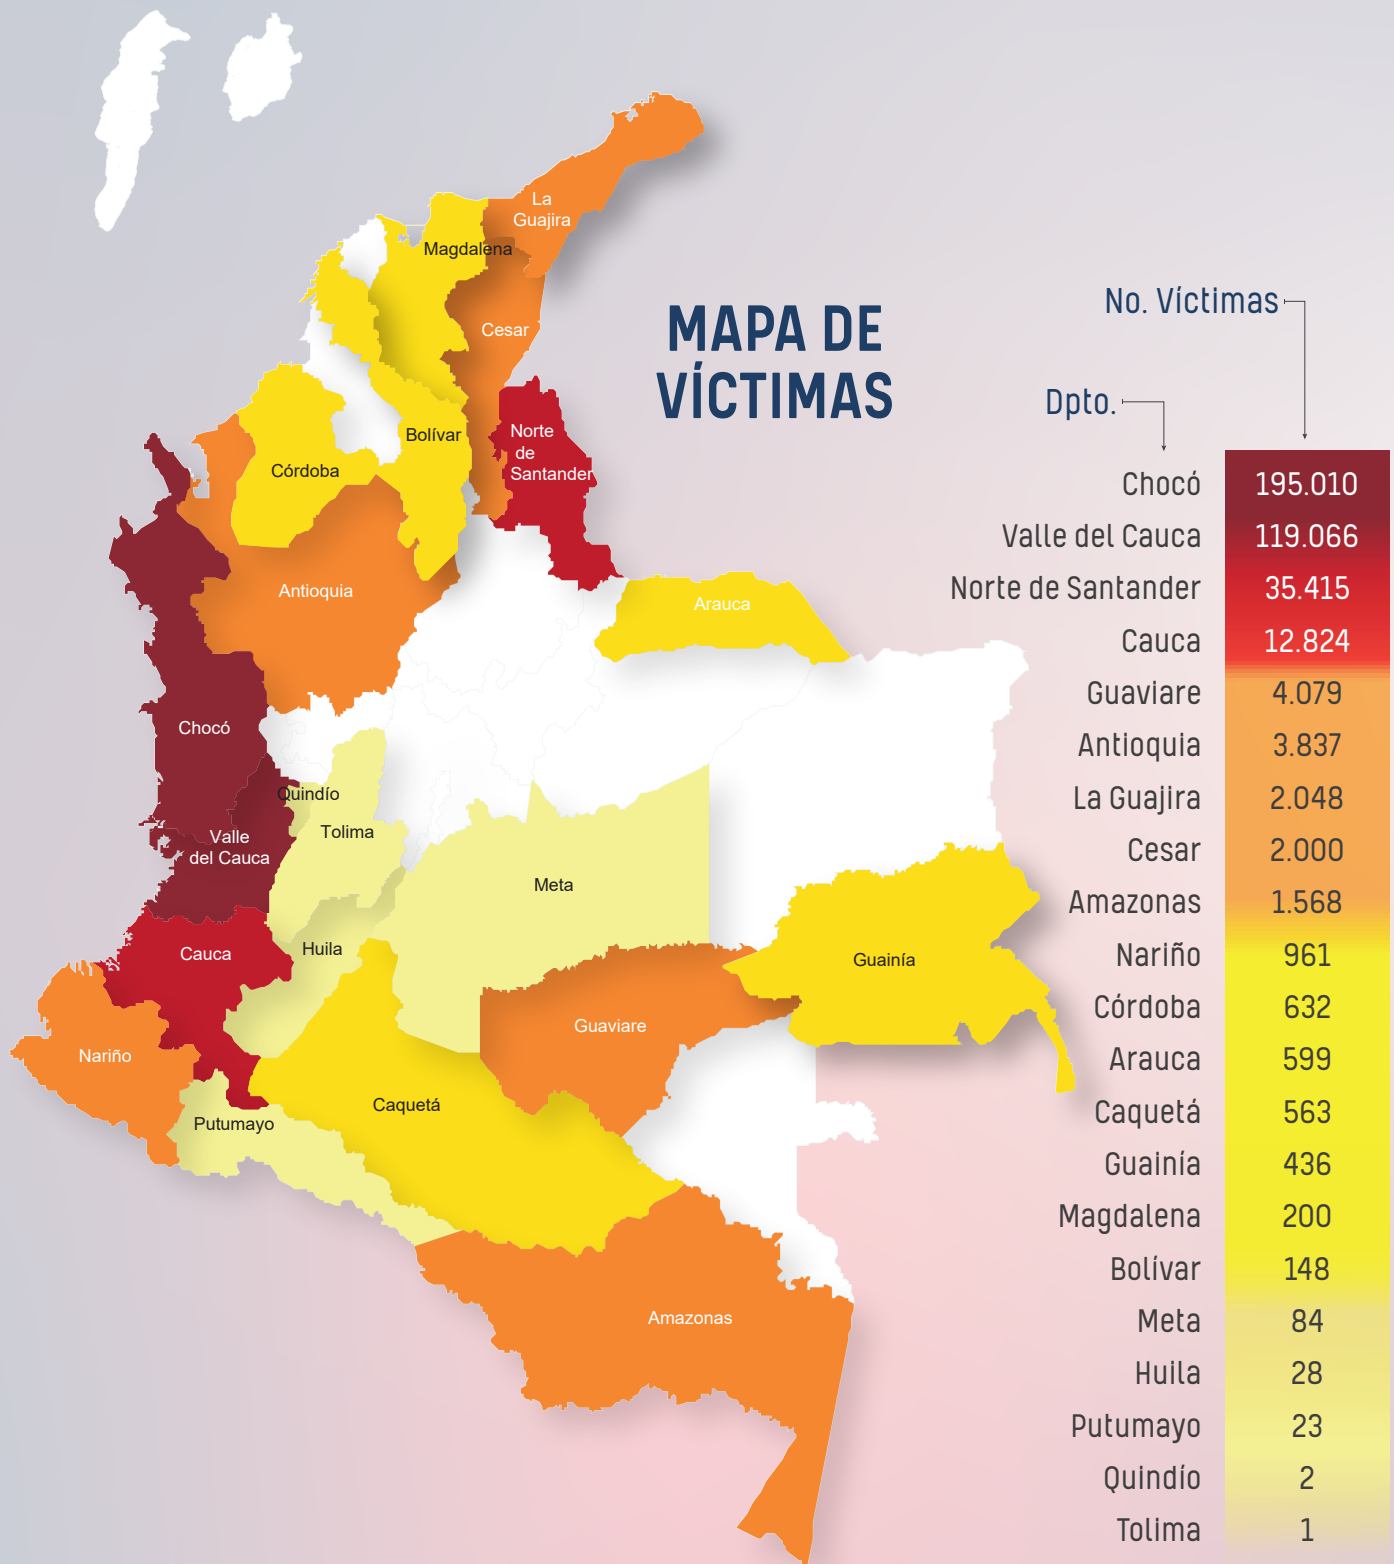 La
Guajira
Magdalena
Cesar
MAPA DE
VÍCTIMAS
Bolívar
Norte
de
Santander
Córdoba
Antioquia
Arauca
Chocó
Quindío
Tolima
Valle
del Cauca
Meta
Huila
Cauca
Guainía
Guaviare
Nariño
Caquetá
Putumayo
Amazonas
No. Víctimas
Dpto.
Chocó 195.010
Valle del Cauca 119.066
Norte de Santander 35.415
Cauca 12.824
Guaviare 4.079
Antioquia 3.837
La Guajira 2.048
Cesar 2.000
Amazonas 1.568
Nariño 961
Córdoba 632
Arauca 599
Caquetá 563
Guainía 436
Magdalena 200
Bolívar 148
Meta 84
Huila 28
Putumayo 23
Quindío 2
Tolima 1